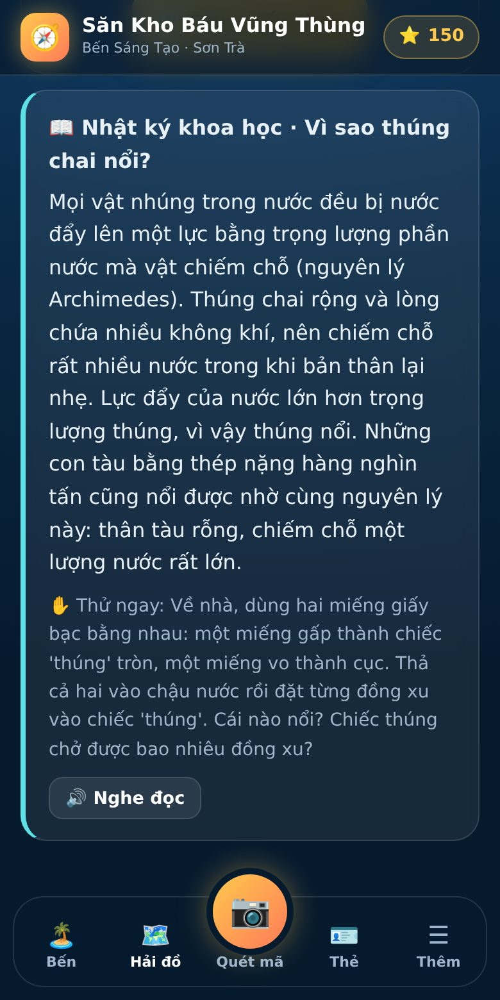 Săn Kho Báu Vũng Thùng
Bến Sáng Tạo · Sơn Trà
150
Nhật ký khoa học · Vì sao thúng
chai nổi?
Mọi vật nhúng trong nước đều bị nước
đẩy lên một lực bằng trọng lượng phần
nước mà vật chiếm chỗ (nguyên lý
Archimedes). Thúng chai rộng và lòng
chứa nhiều không khí, nên chiếm chỗ
rất nhiều nước trong khi bản thân lại
nhẹ. Lực đẩy của nước lớn hơn trọng
lượng thúng, vì vậy thúng nổi. Những
con tàu bằng thép nặng hàng nghìn
tấn cũng nổi được nhờ cùng nguyên lý
này: thân tàu rỗng, chiếm chỗ một
lượng nước rất lớn.
Thử ngay: Về nhà, dùng hai miếng giấy
bạc bằng nhau: một miếng gấp thành chiếc
'thúng' tròn, một miếng vo thành cục. Thả
cả hai vào chậu nước rồi đặt từng đồng xu
vào chiếc 'thúng'. Cái nào nổi? Chiếc thúng
chở được bao nhiêu đồng xu?
Nghe đọc
Bến
Hải đồ
Quét mã
Thẻ
Thêm